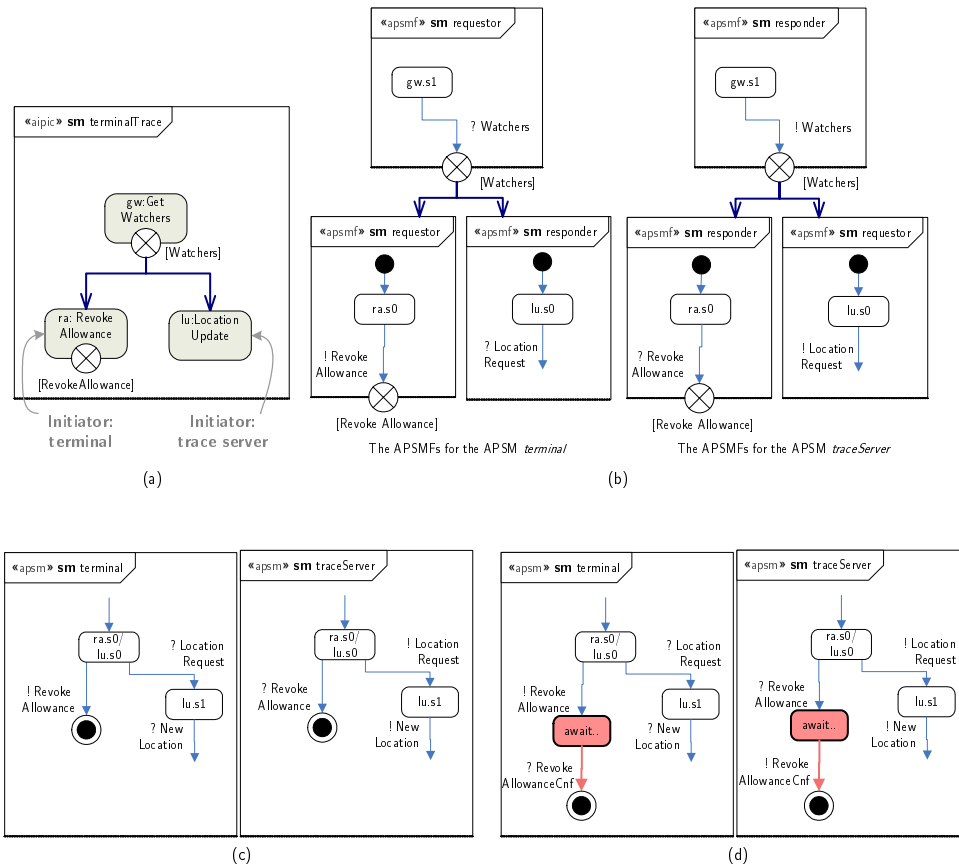 «aipic» sm terminalTrace
gw:Get
Watchers
[Watchers]
ra: Revoke
Allowance
lu:Location
Update
[RevokeAllowance]
Initiator:
terminal
Initiator:
trace server
(a)
«apsmf» sm requestor
gw.s1
? Watchers
[Watchers]
«apsmf» sm requestor
ra.s0
! Revoke
Allowance
[Revoke Allowance]
«apsmf» sm responder
lu.s0
? Location
Request
The APSMFs for the APSM terminal
«apsmf» sm responder
gw.s1
! Watchers
[Watchers]
«apsmf» sm responder
ra.s0
? Revoke
Allowance
[Revoke Allowance]
«apsmf» sm requestor
lu.s0
! Location
Request
The APSMFs for the APSM traceServer
(b)
«apsm» sm terminal
ra.s0/
lu.s0
? Location
Request
! Revoke
Allowance
lu.s1
? New
Location
«apsm» sm traceServer
ra.s0/
lu.s0
! Location
Request
? Revoke
Allowance
lu.s1
! New
Location
(c)
«apsm» sm terminal
ra.s0/
lu.s0
? Location
Request
! Revoke
Allowance
lu.s1
await..
? New
Location
? Revoke
AllowanceCnf
«apsm» sm traceServer
ra.s0/
lu.s0
! Location
Request
? Revoke
Allowance
lu.s1
await..
! New
Location
! Revoke
AllowanceCnf
(d)